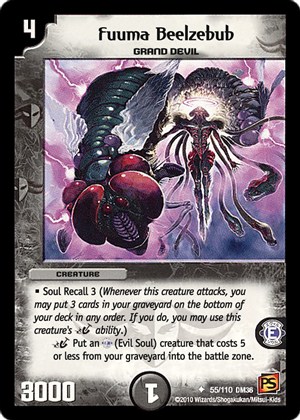 4
Fuuma Beelzebub
GRAND DEVIL
CREATURE
▪ Soul Recall 3 (Whenever this creature attacks, you
may put 3 cards in your graveyard on the bottom of
your deck in any order. If you do, you may use this
creature's ability.)
Put an E (Evil Soul) creature that costs 5
or less from your graveyard into the battle zone.
E
3000
1
55/110 DM36
PS
©2010 Wizards/Shogakukan/Mitsui-Kids